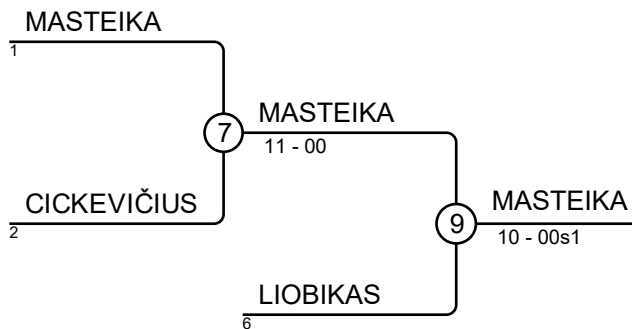 MASTEIKA
1
7
MASTEIKA
11 - 00
CICKEVIČIUS
2
9
MASTEIKA
10 - 00s1
LIOBIKAS
6